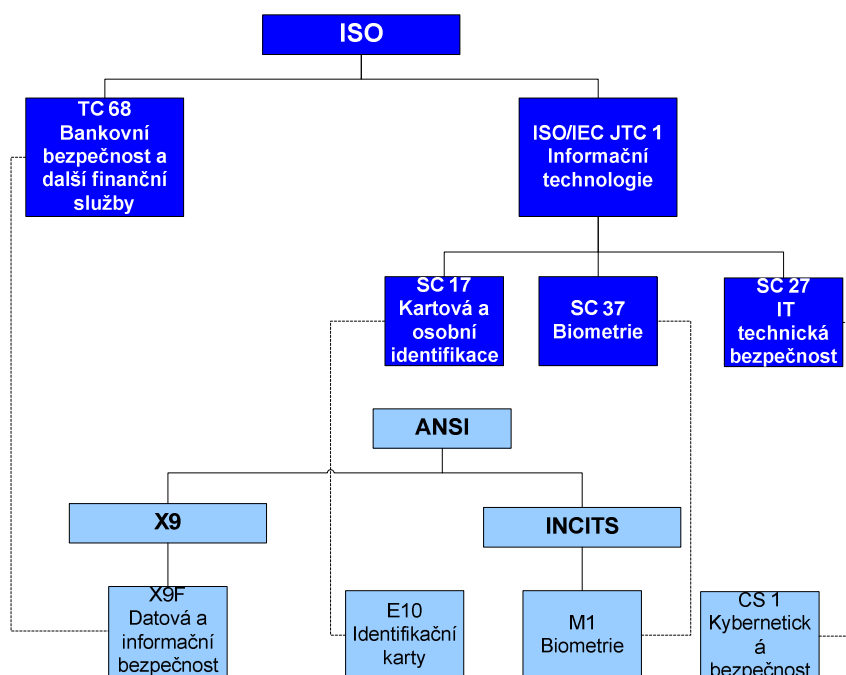 ISO
TC 68
Bankovní
bezpečnost a
další finanční
služby
ISO/IEC JTC 1
Informační
technologie
SC 17
Kartová a
osobní
identifikace
SC 37
Biometrie
SC 27
IT
technická
bezpečnost
ANSI
X9
INCITS
X9F
Datová a
informační
bezpečnost
E10
Identifikační
karty
M1
Biometrie
CS 1
Kybernetick
á
bezpečnost